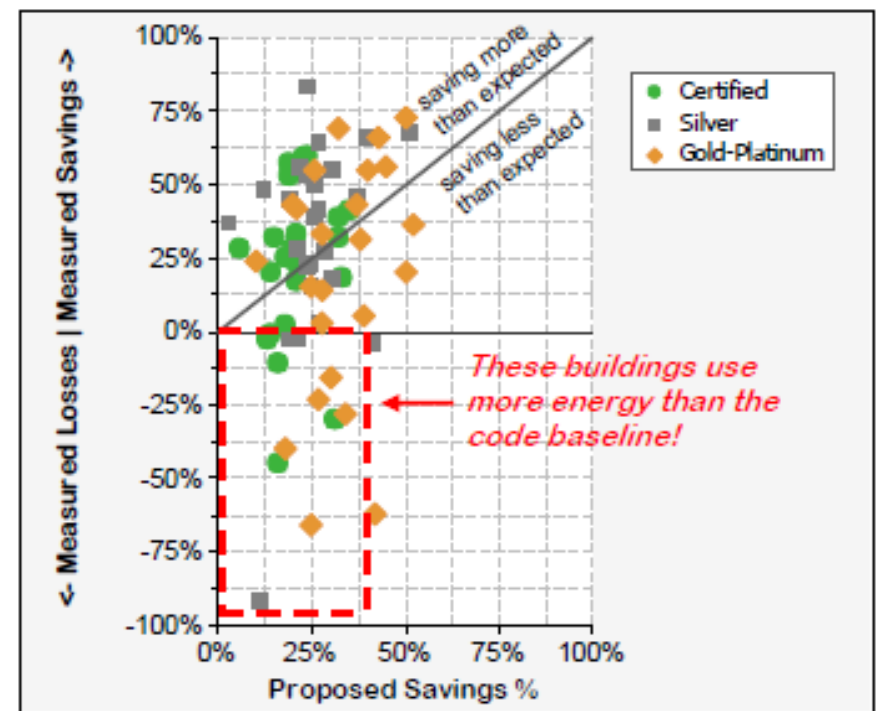 100%
75%
50%
25%
0%
-25%
-50%
-75%
-100%
<- Measured Losses | Measured Savings ->
saving more
than expected
saving less
than expected
Certified
Silver
Gold-Platinum
These buildings use
more energy than the
code baseline!
0%
25%
50%
75%
100%
Proposed Savings %